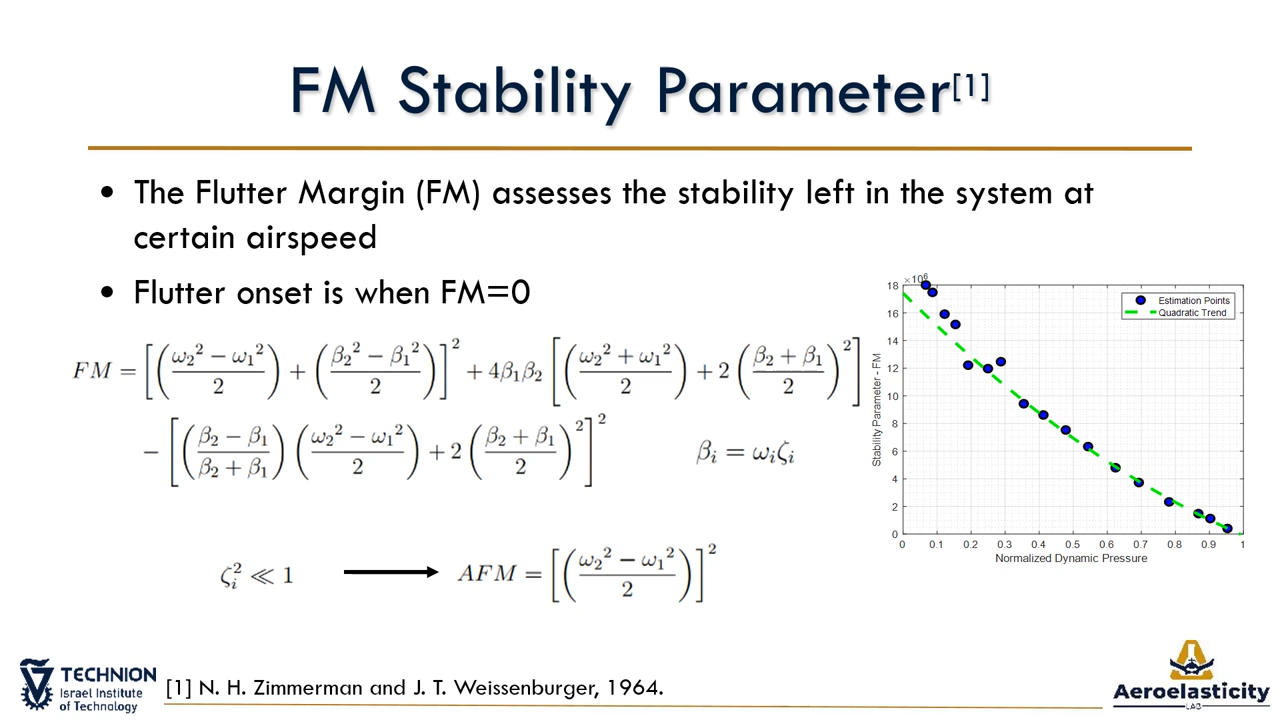 FM Stability Parameter[1]
• The Flutter Margin (FM) assesses the stability left in the system at
certain airspeed
• Flutter onset is when FM=0
FM = [((ω₂² − ω₁²)/2) + ((β₂² − β₁²)/2)]² + 4β₁β₂ [((ω₂² + ω₁²)/2) + 2((β₂ + β₁)/2)²]
− [((β₂ − β₁)/(β₂ + β₁)) ((ω₂² − ω₁²)/2) + 2((β₂ + β₁)/2)²]²
βᵢ = ωᵢζᵢ
ζᵢ² ≪ 1
AFM = [((ω₂² − ω₁²)/2)]²
×10⁶
Estimation Points
Quadratic Trend
Stability Parameter - FM
18
16
14
12
10
8
6
4
2
0
0 0.1 0.2 0.3 0.4 0.5 0.6 0.7 0.8 0.9 1
Normalized Dynamic Pressure
TECHNION
Israel Institute
of Technology
[1] N. H. Zimmerman and J. T. Weissenburger, 1964.
Aeroelasticity
LAB